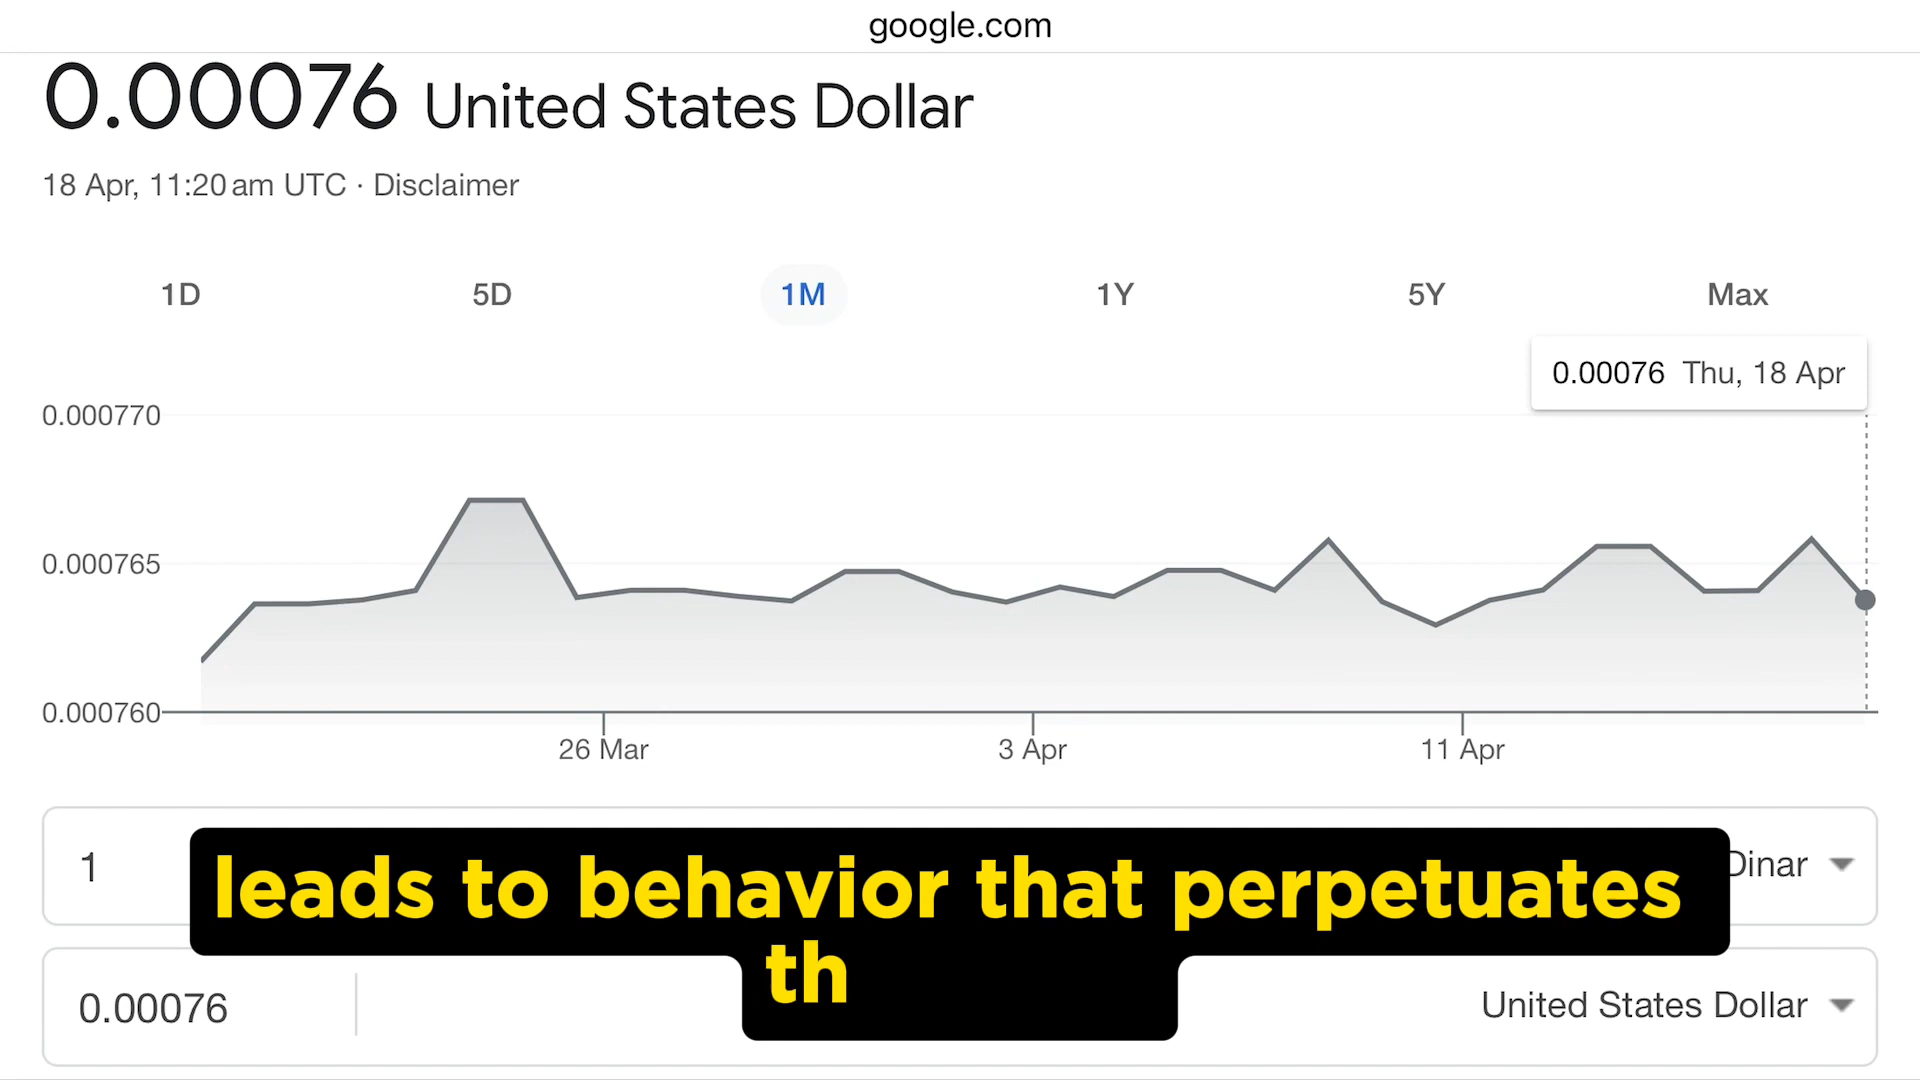 google.com
0.00076 United States Dollar
18 Apr, 11:20 am UTC · Disclaimer
1D 5D 1M 1Y 5Y Max
0.00076 Thu, 18 Apr
0.000770
0.000765
0.000760
26 Mar 3 Apr 11 Apr
1 Dinar
leads to behavior that perpetuates
th
0.00076 United States Dollar